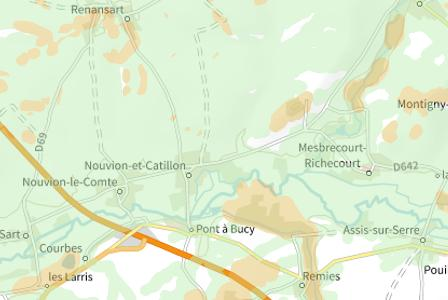 Renansart
Montigny-
D69
Mesbrecourt-
Richecourt
D642
Nouvion-et-Catillon
Nouvion-le-Comte
la
Sart
Pont à Bucy
Assis-sur-Serre
Courbes
les Larris
Remies
Poui